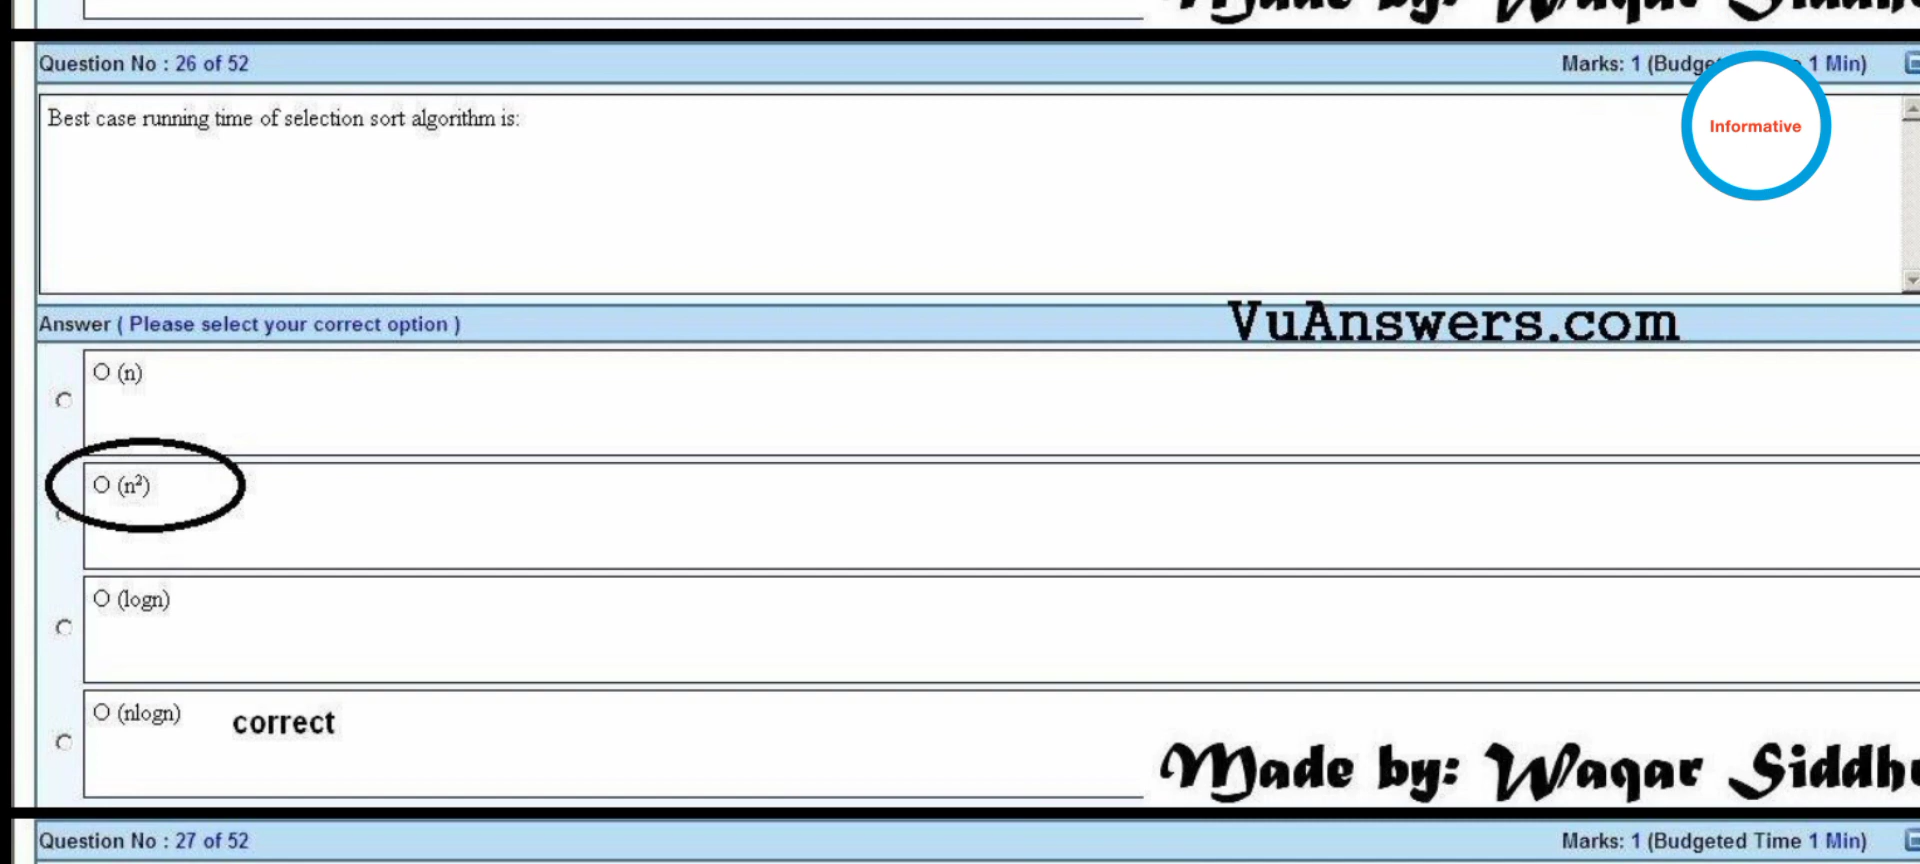 Question No : 26 of 52
Marks: 1 (Budge 1 Min)
Informative
Best case running time of selection sort algorithm is:
Answer ( Please select your correct option )
VuAnswers.com
O (n)
O (n²)
O (logn)
O (nlogn)
correct
Made by: Waqar Siddh
Question No : 27 of 52
Marks: 1 (Budgeted Time 1 Min)